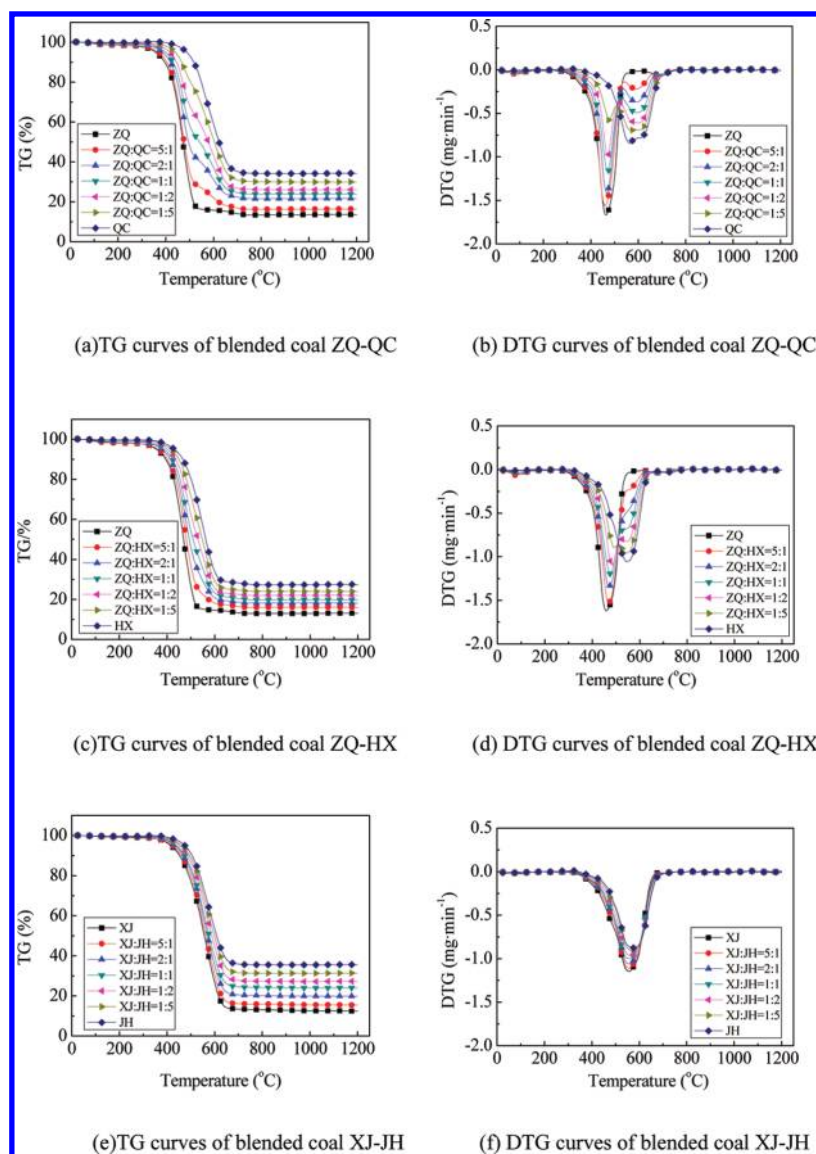 100
80
60
40
20
0
TG (%)
ZQ
ZQ:QC=5:1
ZQ:QC=2:1
ZQ:QC=1:1
ZQ:QC=1:2
ZQ:QC=1:5
QC
0 200 400 600 800 1000 1200
Temperature (°C)
(a)TG curves of blended coal ZQ-QC
0.5
0.0
-0.5
-1.0
-1.5
-2.0
DTG (mg·min⁻¹)
ZQ
ZQ:QC=5:1
ZQ:QC=2:1
ZQ:QC=1:1
ZQ:QC=1:2
ZQ:QC=1:5
QC
0 200 400 600 800 1000 1200
Temperature (°C)
(b) DTG curves of blended coal ZQ-QC
100
80
60
40
20
0
TG/%
ZQ
ZQ:HX=5:1
ZQ:HX=2:1
ZQ:HX=1:1
ZQ:HX=1:2
ZQ:HX=1:5
HX
0 200 400 600 800 1000 1200
Temperature (°C)
(c)TG curves of blended coal ZQ-HX
0.5
0.0
-0.5
-1.0
-1.5
-2.0
DTG (mg·min⁻¹)
ZQ
ZQ:HX=5:1
ZQ:HX=2:1
ZQ:HX=1:1
ZQ:HX=1:2
ZQ:HX=1:5
HX
0 200 400 600 800 1000 1200
Temperature (°C)
(d) DTG curves of blended coal ZQ-HX
100
80
60
40
20
0
TG (%)
XJ
XJ:JH=5:1
XJ:JH=2:1
XJ:JH=1:1
XJ:JH=1:2
XJ:JH=1:5
JH
0 200 400 600 800 1000 1200
Temperature (°C)
(e)TG curves of blended coal XJ-JH
0.5
0.0
-0.5
-1.0
-1.5
-2.0
DTG (mg·min⁻¹)
XJ
XJ:JH=5:1
XJ:JH=2:1
XJ:JH=1:1
XJ:JH=1:2
XJ:JH=1:5
JH
0 200 400 600 800 1000 1200
Temperature (°C)
(f) DTG curves of blended coal XJ-JH